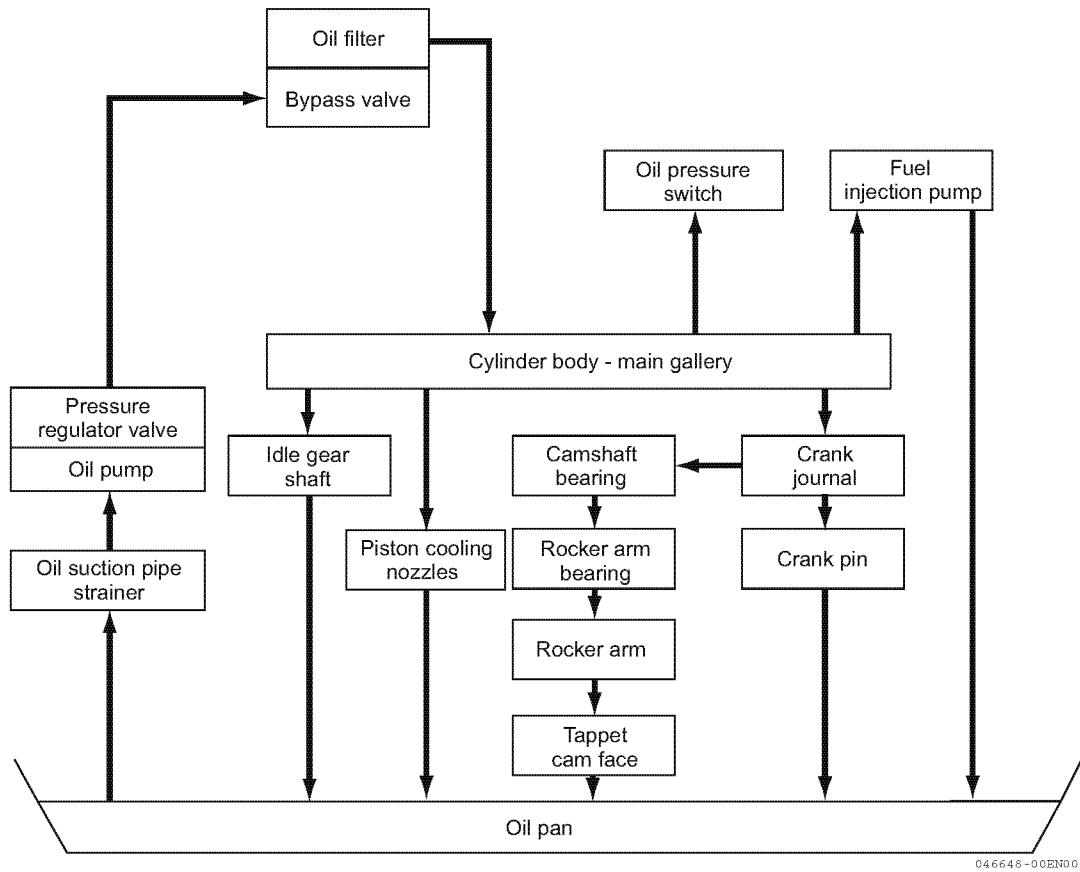 Oil filter
Bypass valve
Oil pressure
switch
Fuel
injection pump
Cylinder body - main gallery
Pressure
regulator valve
Oil pump
Idle gear
shaft
Camshaft
bearing
Crank
journal
Piston cooling
nozzles
Rocker arm
bearing
Crank pin
Oil suction pipe
strainer
Rocker arm
Tappet
cam face
Oil pan
046648-00EN00